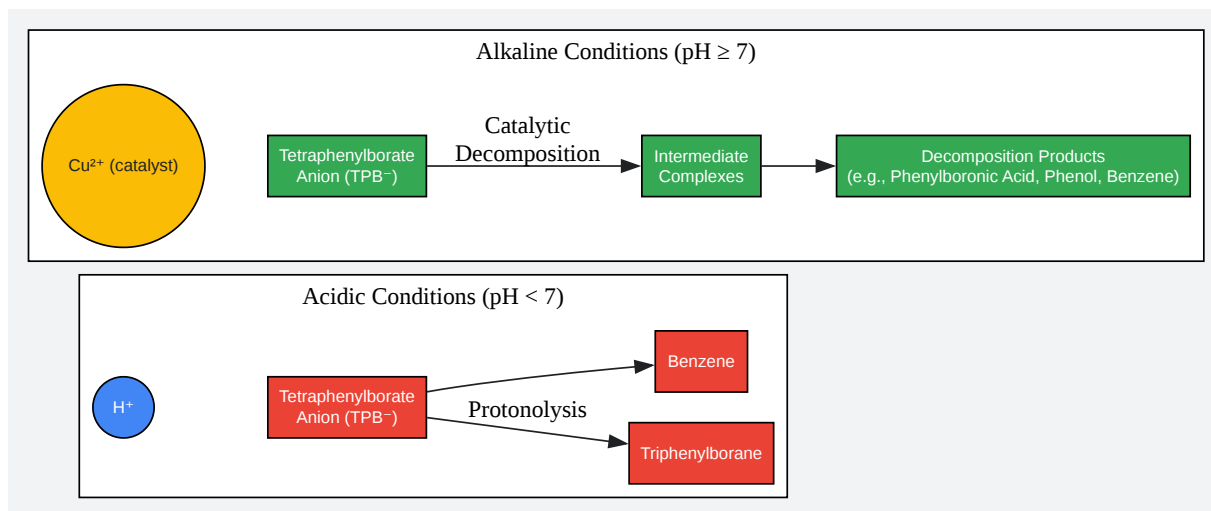 Alkaline Conditions (pH ≥ 7)
Cu²⁺ (catalyst)
Tetraphenylborate
Anion (TPB⁻)
Catalytic
Decomposition
Intermediate
Complexes
Decomposition Products
(e.g., Phenylboronic Acid, Phenol, Benzene)
Acidic Conditions (pH < 7)
H⁺
Tetraphenylborate
Anion (TPB⁻)
Protonolysis
Benzene
Triphenylborane